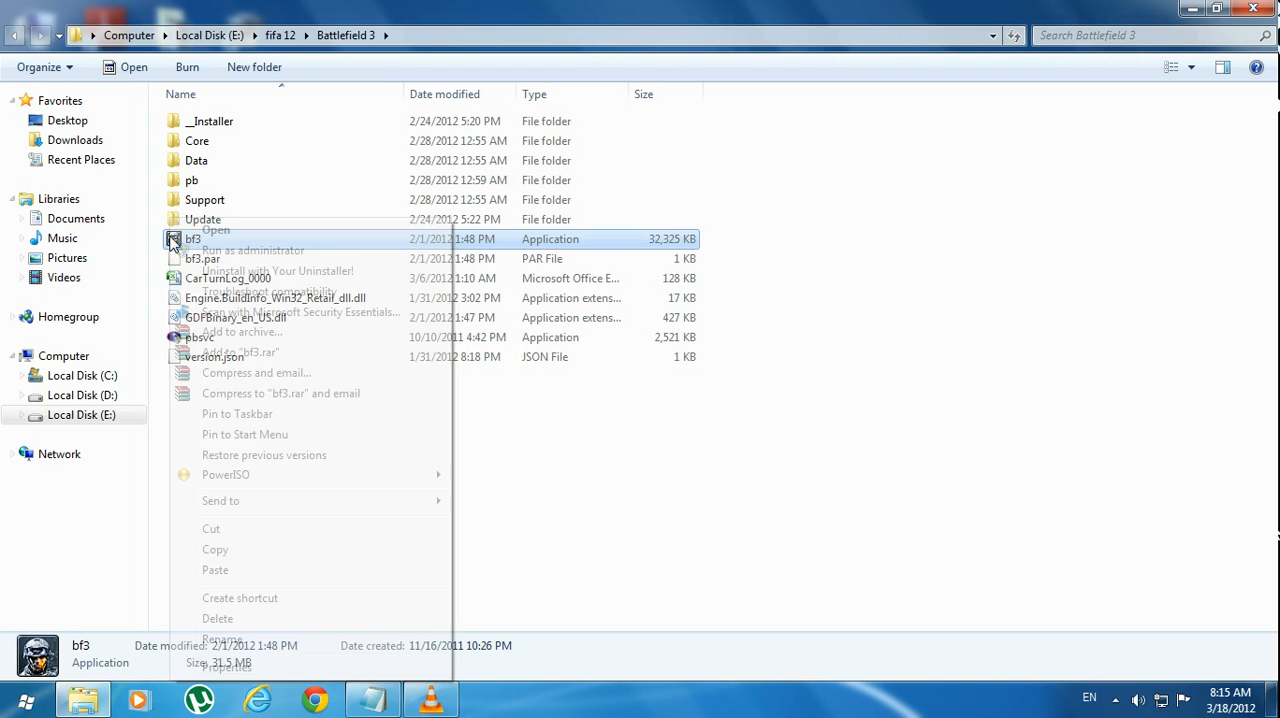 Computer Local Disk (E:) fifa 12 Battlefield 3 Search Battlefield 3
Organize Open Burn New folder
Name Date modified Type Size
Favorites
Desktop
Downloads
Recent Places
Libraries
Documents
Music
Pictures
Videos
Homegroup
Computer
Local Disk (C:)
Local Disk (D:)
Local Disk (E:)
Network
__Installer 2/24/2012 5:20 PM File folder
Core 2/28/2012 12:55 AM File folder
Data 2/28/2012 12:55 AM File folder
pb 2/28/2012 12:59 AM File folder
Support 2/28/2012 12:55 AM File folder
Update 2/24/2012 5:22 PM File folder
bf3 2/1/2012 1:48 PM Application 32,325 KB
bf3.par 2/1/2012 1:48 PM PAR File 1 KB
CarTurnLog_0000 3/6/2012 1:10 AM Microsoft Office E... 128 KB
Engine.BuildInfo_Win32_Retail_dll.dll 1/31/2012 3:02 PM Application extens... 17 KB
GDFBinary_en_US.dll 2/1/2012 1:47 PM Application extens... 427 KB
pbsvc 10/10/2011 4:42 PM Application 2,521 KB
version.json 1/31/2012 8:18 PM JSON File 1 KB
Open
Run as administrator
Uninstall with Your Uninstaller!
Troubleshoot compatibility
Scan with Microsoft Security Essentials...
Add to archive...
Add to "bf3.rar"
Compress and email...
Compress to "bf3.rar" and email
Pin to Taskbar
Pin to Start Menu
Restore previous versions
PowerISO
Send to
Cut
Copy
Paste
Create shortcut
Delete
Rename
Properties
bf3 Date modified: 2/1/2012 1:48 PM Date created: 11/16/2011 10:26 PM
Application Size: 31.5 MB
EN 8:15 AM
3/18/2012